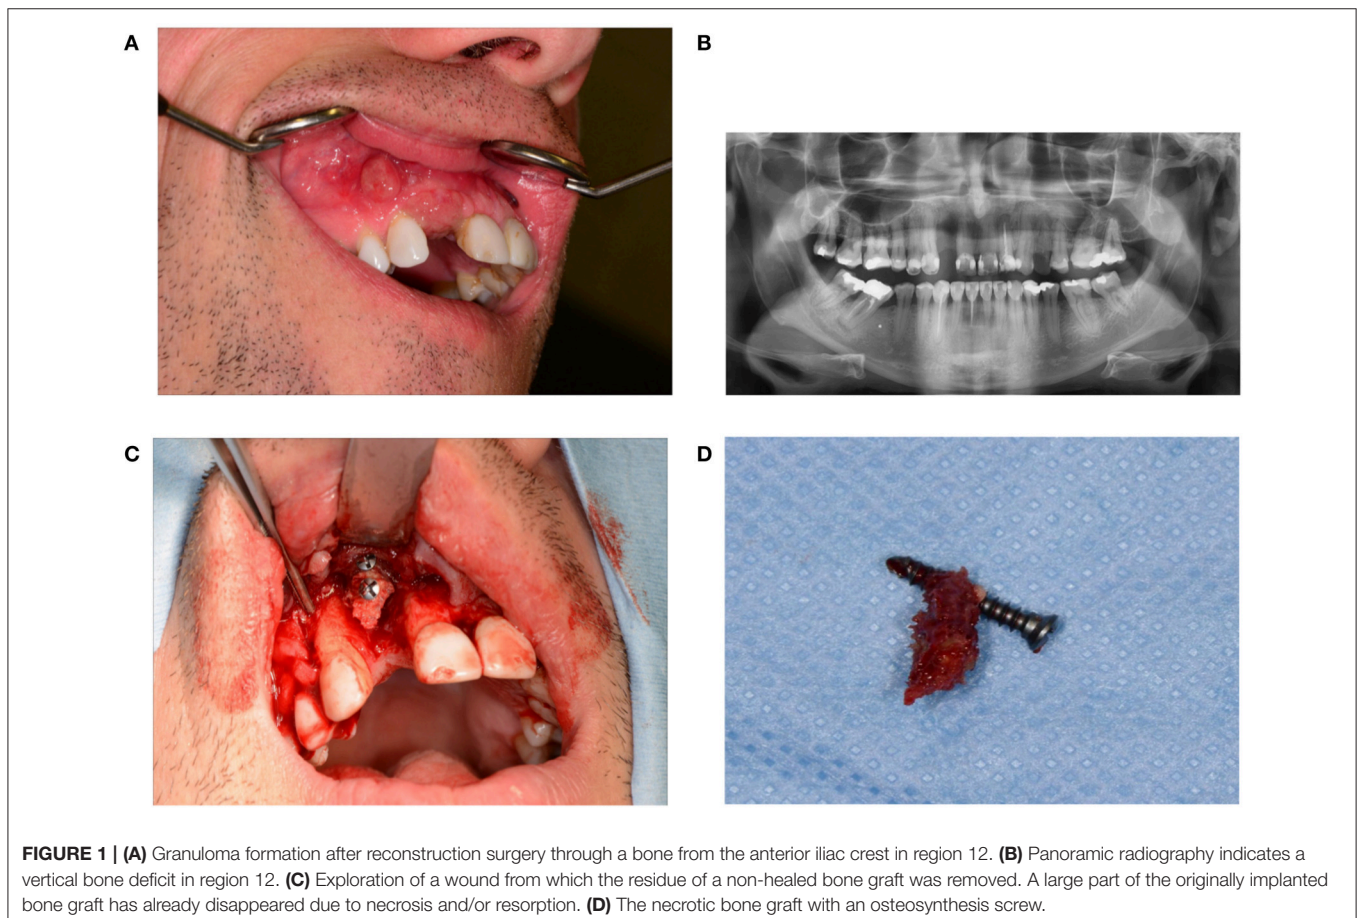 A
B
C
D
FIGURE 1 | (A) Granuloma formation after reconstruction surgery through a bone from the anterior iliac crest in region 12. (B) Panoramic radiography indicates a
vertical bone deficit in region 12. (C) Exploration of a wound from which the residue of a non-healed bone graft was removed. A large part of the originally implanted
bone graft has already disappeared due to necrosis and/or resorption. (D) The necrotic bone graft with an osteosynthesis screw.